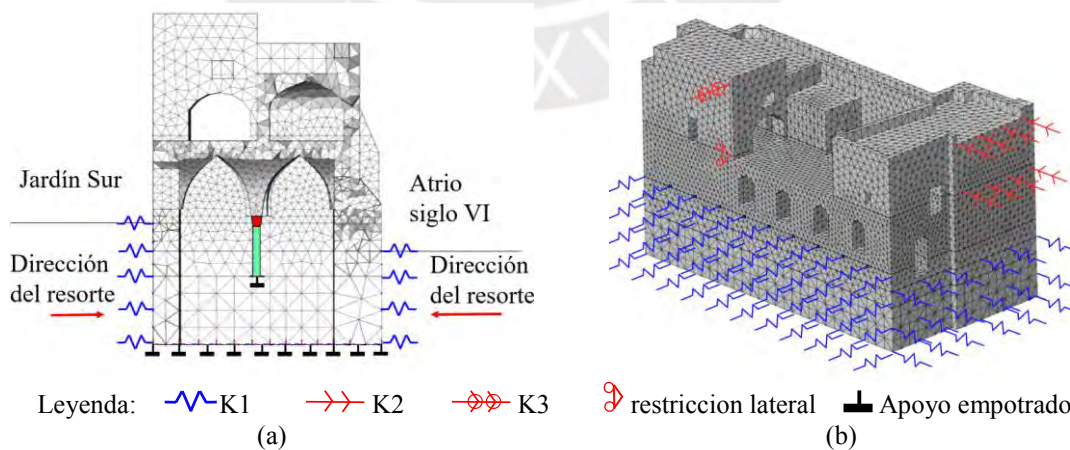 Jardín Sur
Atrio
siglo VI
Dirección
del resorte
Dirección
del resorte
Leyenda: K1 K2 K3 restriccion lateral Apoyo empotrado
(a) (b)